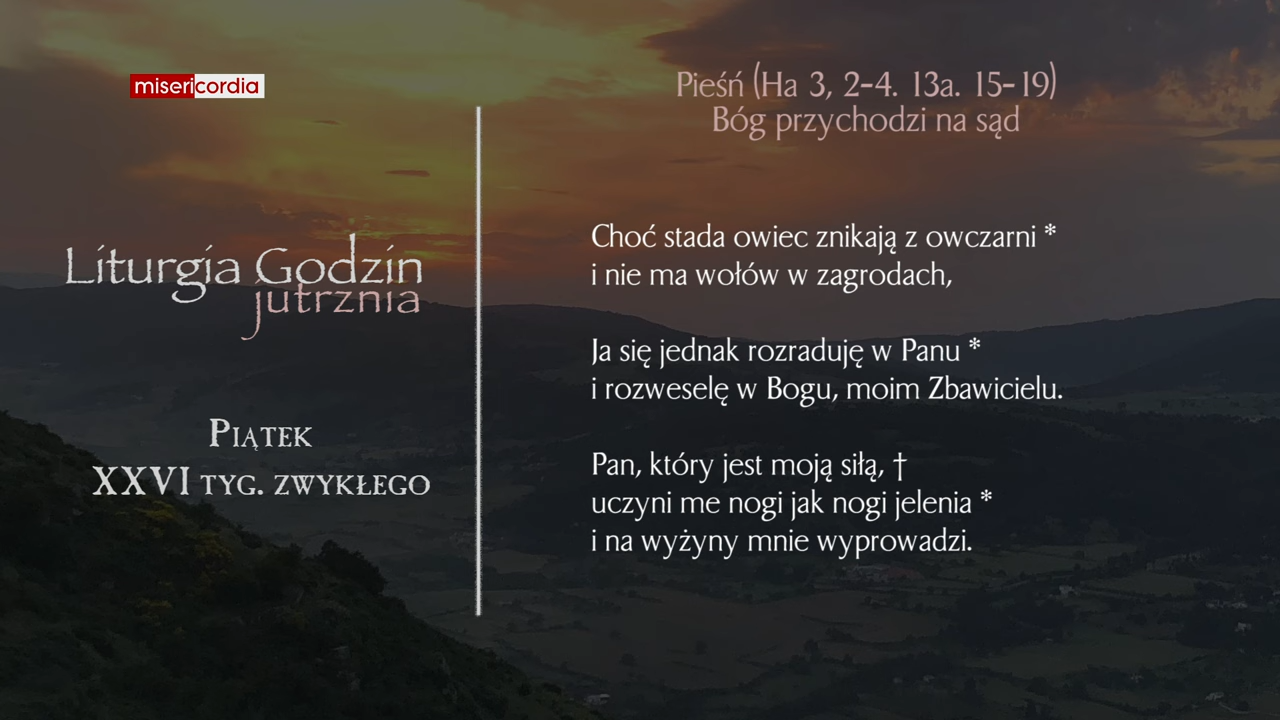 misericordia
Liturgia Godzin
jutrznia
Piątek
XXVI tyg. zwykłego
Pieśń (Ha 3, 2-4. 13a. 15-19)
Bóg przychodzi na sąd
Choć stada owiec znikają z owczarni *
i nie ma wołów w zagrodach,
Ja się jednak rozraduję w Panu *
i rozweselę w Bogu, moim Zbawicielu.
Pan, który jest moją siłą, †
uczyni me nogi jak nogi jelenia *
i na wyżyny mnie wyprowadzi.